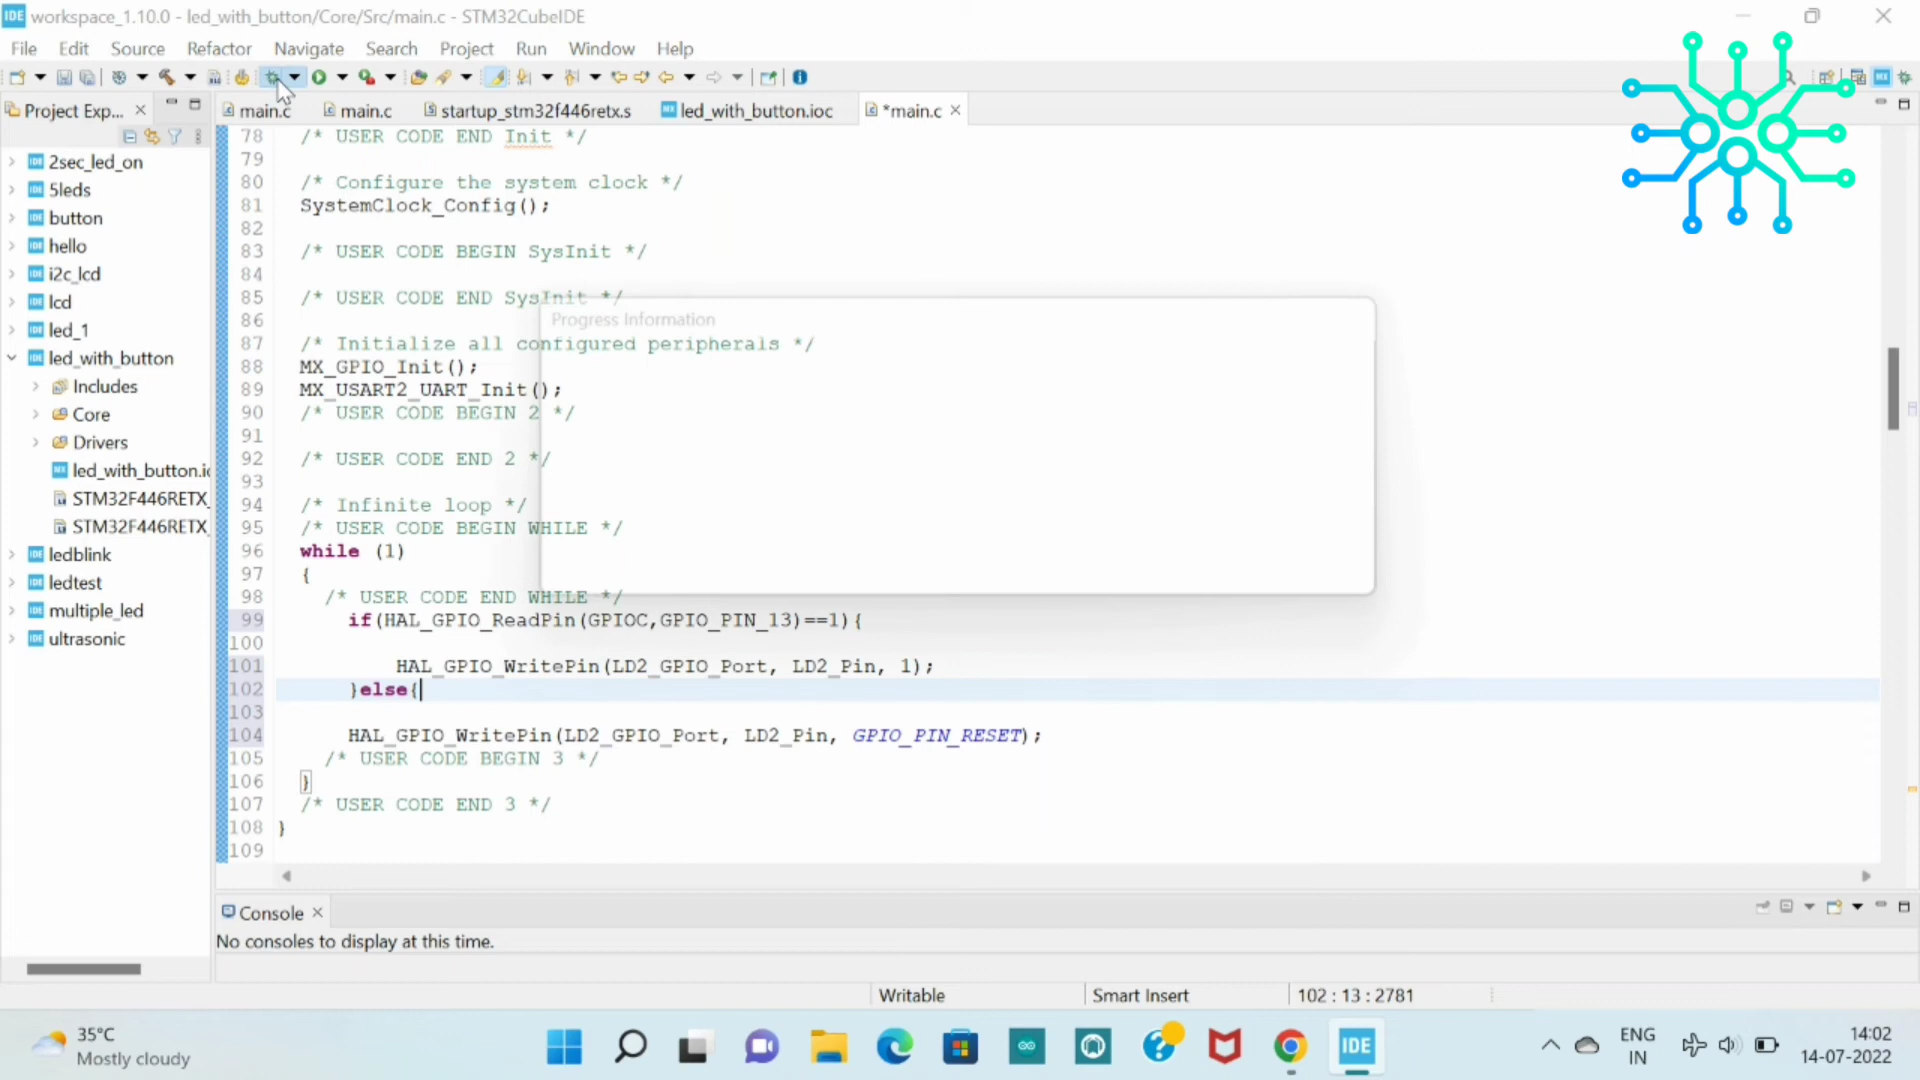 IDE workspace_1.10.0 - led_with_button/Core/Src/main.c - STM32CubeIDE
File Edit Source Refactor Navigate Search Project Run Window Help
Project Exp...
main.c main.c startup_stm32f446retx.s led_with_button.ioc *main.c
2sec_led_on
5leds
button
hello
i2c_lcd
lcd
led_1
led_with_button
Includes
Core
Drivers
led_with_button.io
STM32F446RETX_
STM32F446RETX_
ledblink
ledtest
multiple_led
ultrasonic
78 /* USER CODE END Init */
79
80 /* Configure the system clock */
81 SystemClock_Config();
82
83 /* USER CODE BEGIN SysInit */
84
85 /* USER CODE END SysInit */
86
Progress Information
87 /* Initialize all configured peripherals */
88 MX_GPIO_Init();
89 MX_USART2_UART_Init();
90 /* USER CODE BEGIN 2 */
91
92 /* USER CODE END 2 */
93
94 /* Infinite loop */
95 /* USER CODE BEGIN WHILE */
96 while (1)
97 {
98 /* USER CODE END WHILE */
99 if(HAL_GPIO_ReadPin(GPIOC,GPIO_PIN_13)==1){
100
101 HAL_GPIO_WritePin(LD2_GPIO_Port, LD2_Pin, 1);
102 }else{
103
104 HAL_GPIO_WritePin(LD2_GPIO_Port, LD2_Pin, GPIO_PIN_RESET);
105 /* USER CODE BEGIN 3 */
106 }
107 /* USER CODE END 3 */
108 }
109
Console
No consoles to display at this time.
Writable Smart Insert 102 : 13 : 2781
35°C
Mostly cloudy
IDE
ENG
IN
14:02
14-07-2022